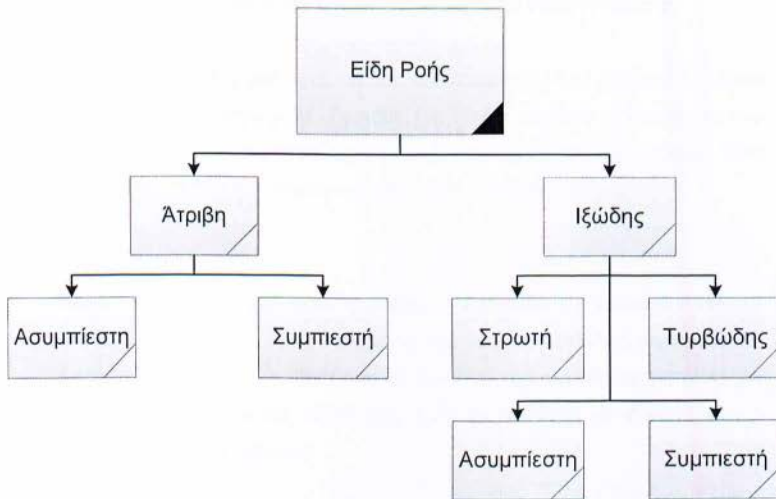 Είδη Ροής
Άτριβη
Ιξώδης
Ασυμπίεστη
Συμπιεστή
Στρωτή
Τυρβώδης
Ασυμπίεστη
Συμπιεστή